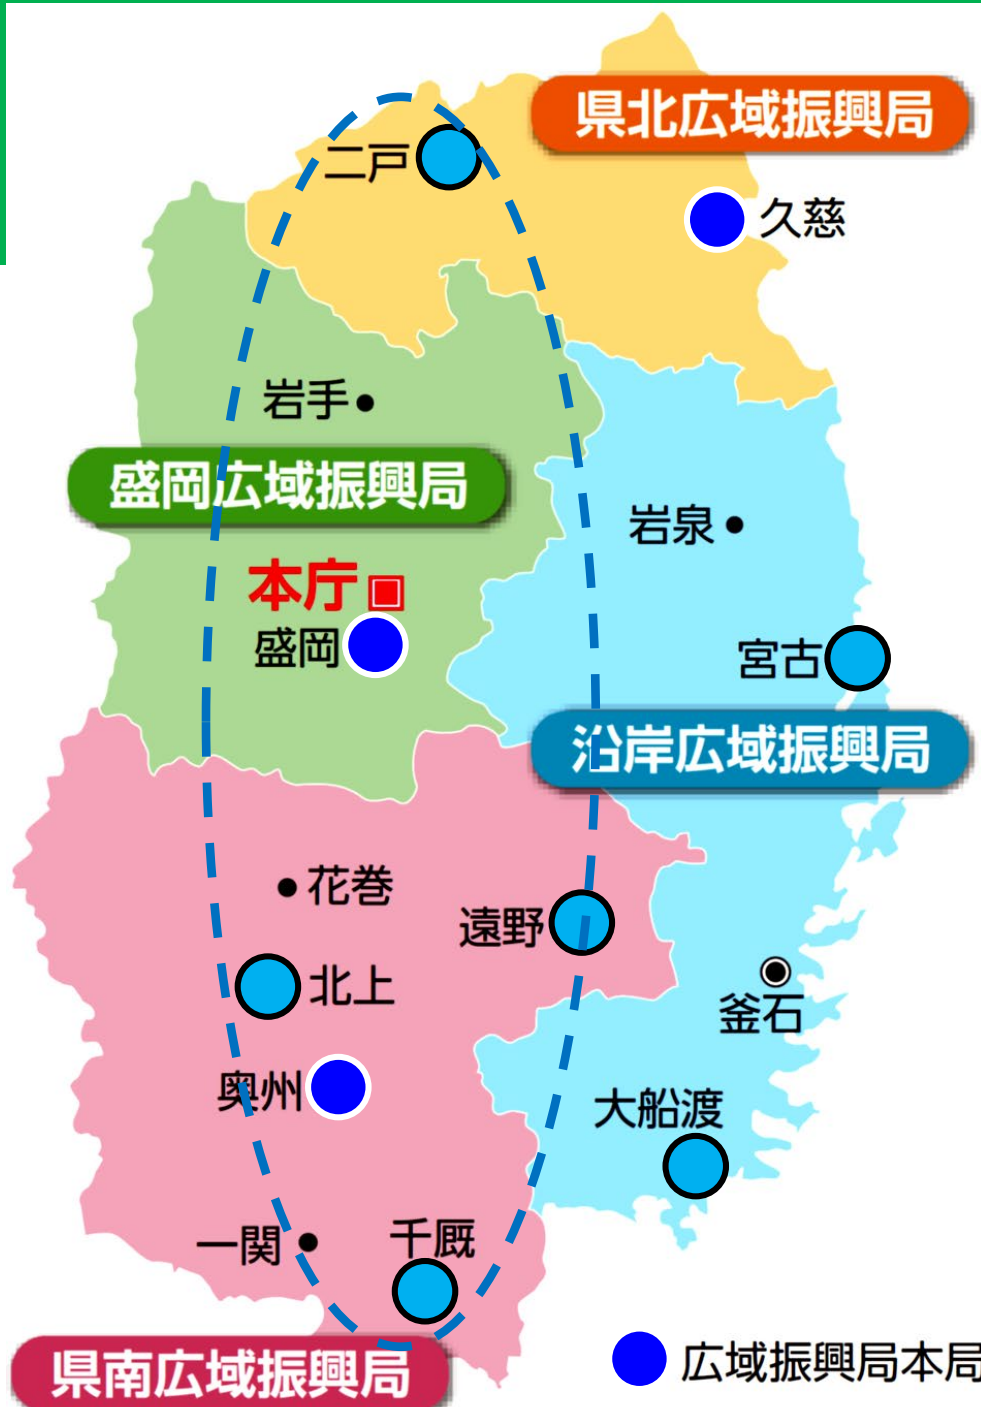 県北広域振興局
二戸
久慈
岩手
盛岡広域振興局
岩泉
本庁
盛岡
宮古
沿岸広域振興局
花巻
遠野
北上
釜石
奥州
大船渡
一関
千厩
県南広域振興局
広域振興局本局